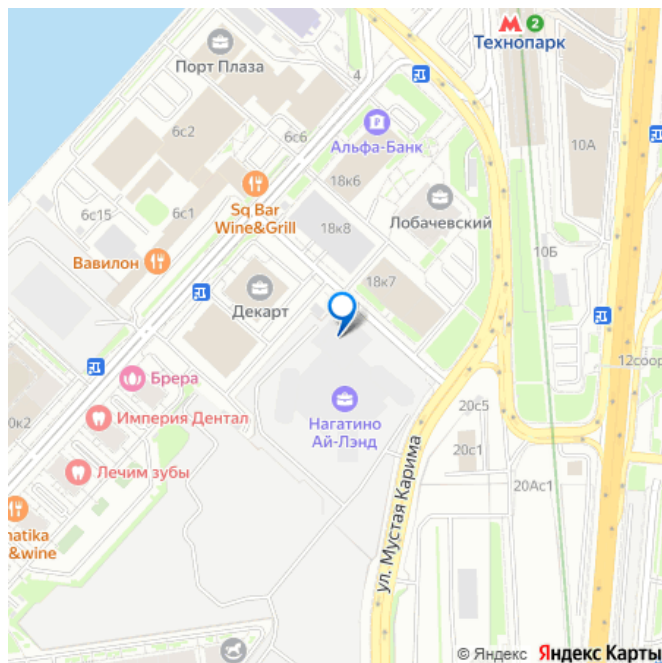 2
Технопарк
Порт Плаза
4
6с2
6с6
10А
Альфа-Банк
18к6
Sq Bar
Wine&Grill
6с15
6с1
18к8
Лобачевский
10Б
Вавилон
18к7
Декарт
12соор
Брера
Нагатино
Ай-Лэнд
Империя Дентал
20с5
0к2
20с1
Лечим зубы
ул. Мустая Карима
20Ас1
matika
&wine
© Яндекс Яндекс Карты